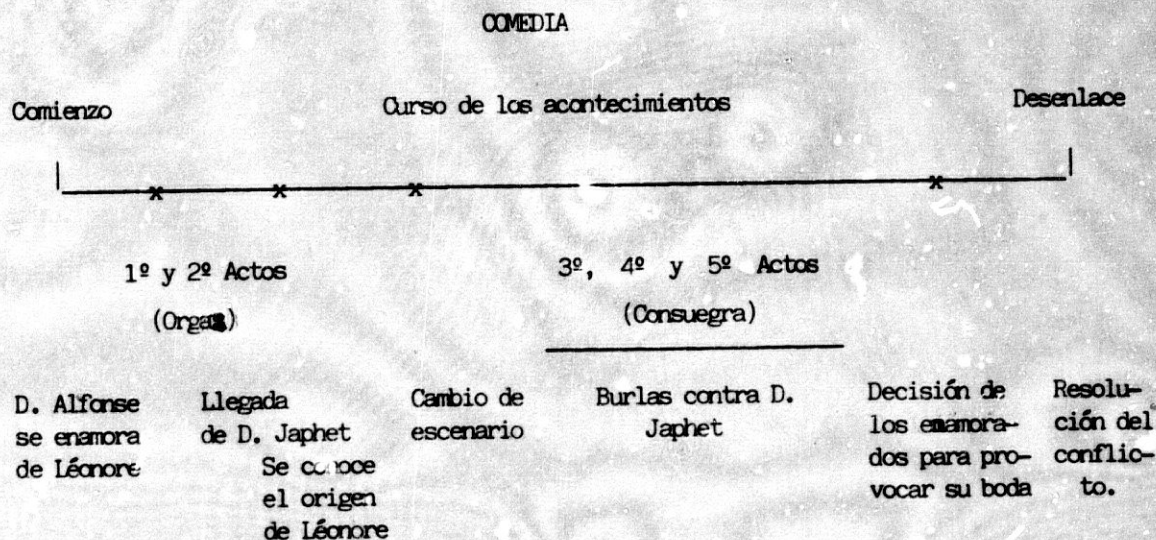 COMEDIA
Comienzo Curso de los acontecimientos Desenlace
1º y 2º Actos 3º, 4º y 5º Actos
(Orgaz) (Consuegra)
D. Alfonse
se enamora
de Léonore
Llegada
de D. Japhet
Se conoce
el origen
de Léonore
Cambio de
escenario
Burlas contra D.
Japhet
Decisión de
los enamora-
dos para pro-
vocar su boda
Resolu-
ción del
conflic-
to.